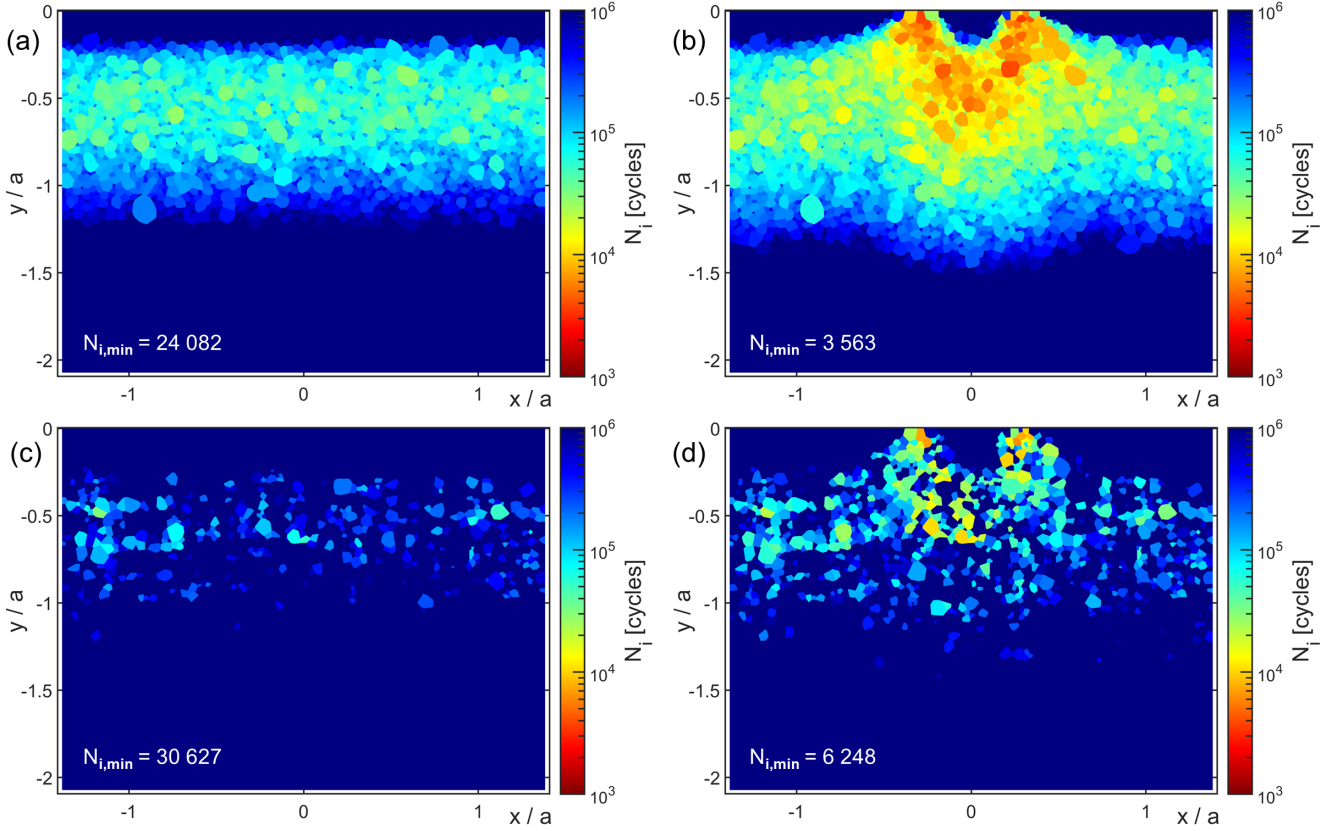 (a)
0
-0.5
-1
-1.5
-2
y / a
-1
0
1
x / a
N_i,min = 24 082
10^6
10^5
10^4
10^3
N_i [cycles]
(b)
0
-0.5
-1
-1.5
-2
y / a
-1
0
1
x / a
N_i,min = 3 563
10^6
10^5
10^4
10^3
N_i [cycles]
(c)
0
-0.5
-1
-1.5
-2
y / a
-1
0
1
x / a
N_i,min = 30 627
10^6
10^5
10^4
10^3
N_i [cycles]
(d)
0
-0.5
-1
-1.5
-2
y / a
-1
0
1
x / a
N_i,min = 6 248
10^6
10^5
10^4
10^3
N_i [cycles]